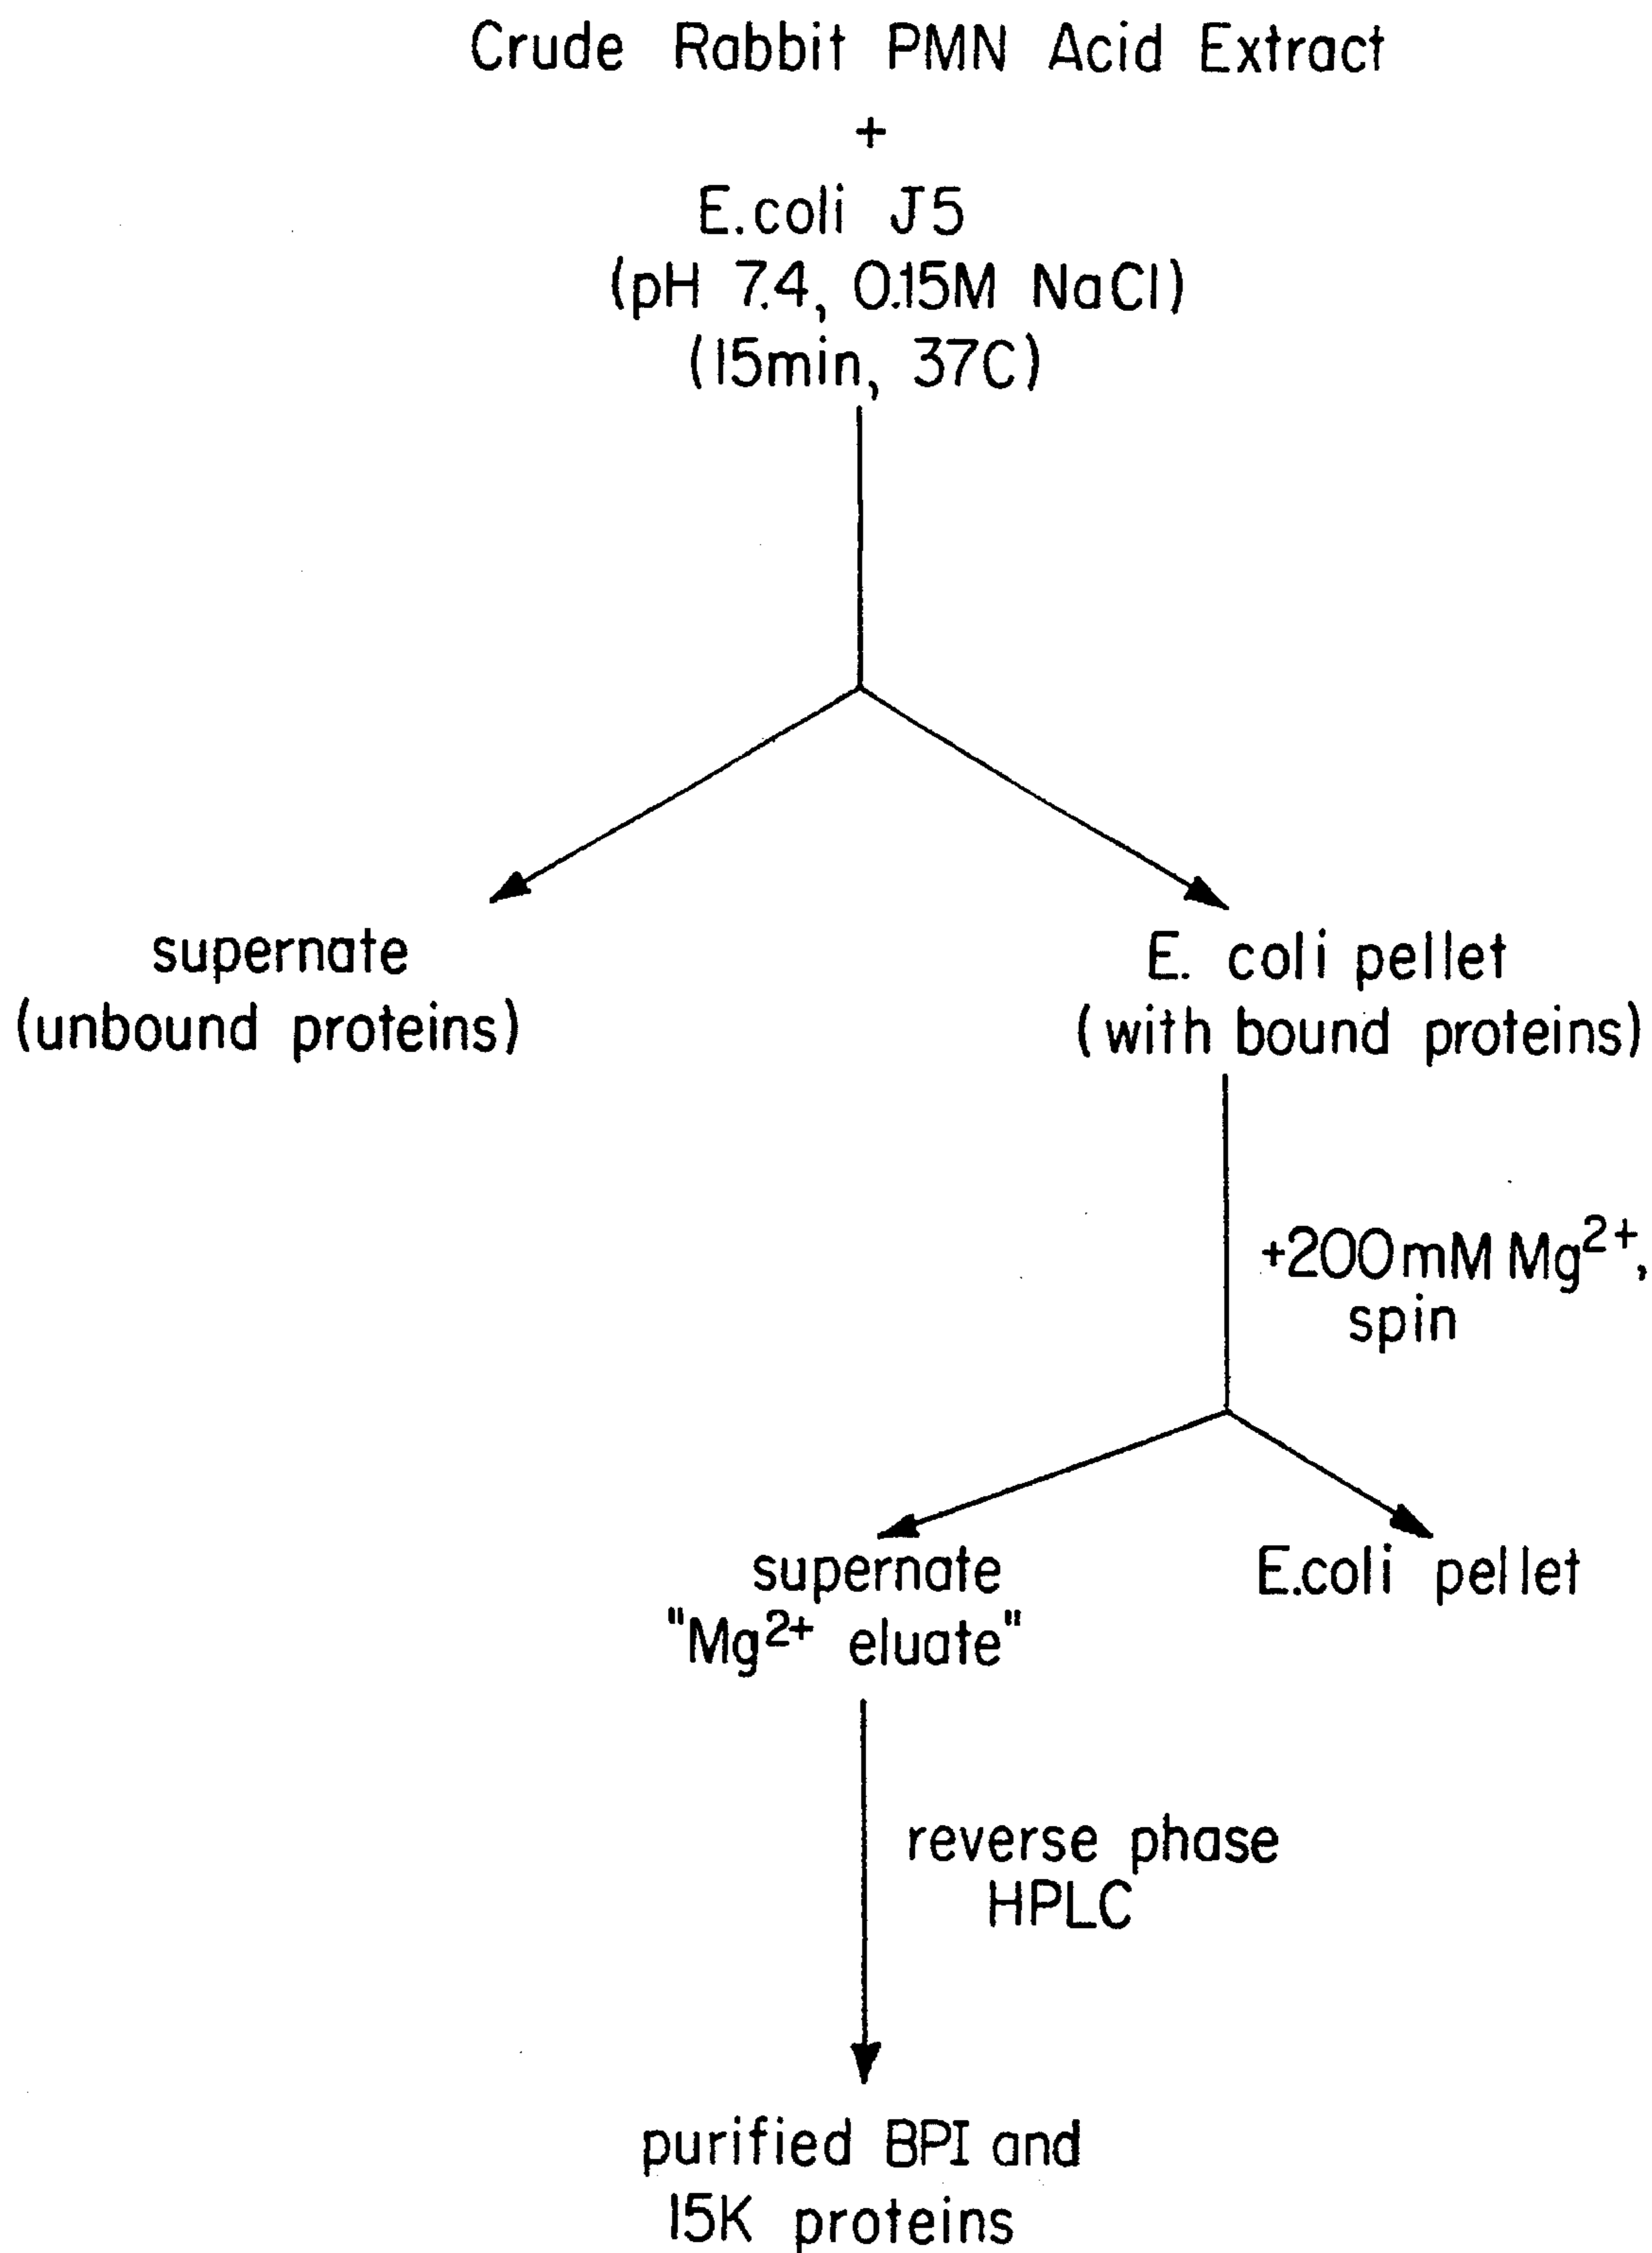 Crude Rabbit PMN Acid Extract
+
E.coli J5
(pH 7.4, 0.15M NaCl)
(15min, 37C)
supernate
(unbound proteins)
E. coli pellet
(with bound proteins)
+200mM Mg²⁺,
spin
supernate
"Mg²⁺ eluate"
E.coli pellet
reverse phase
HPLC
purified BPI and
15K proteins